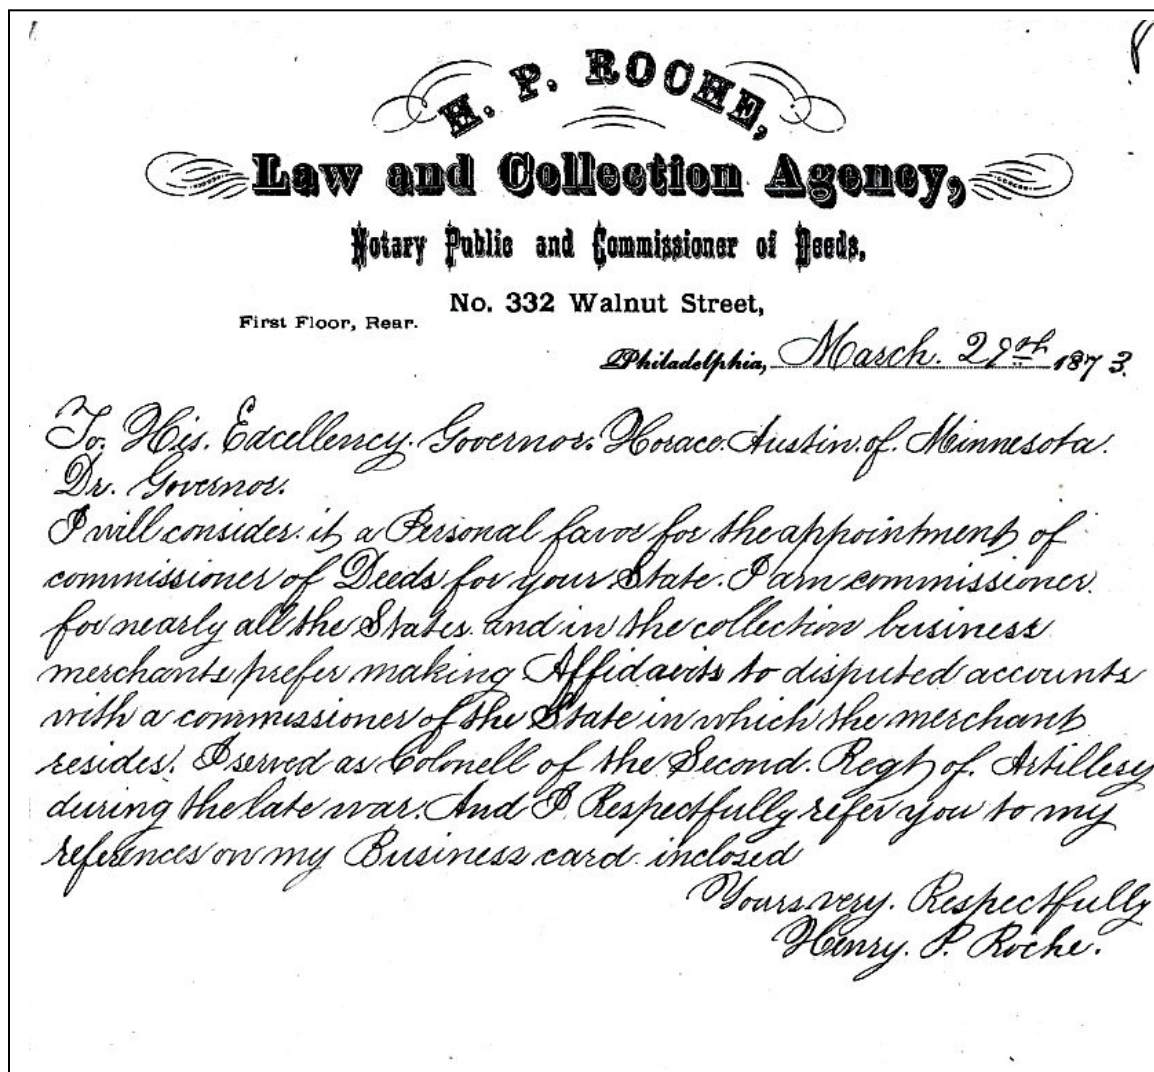 H. P. ROCHE,
Law and Collection Agency,
Notary Public and Commissioner of Deeds,
No. 332 Walnut Street,
First Floor, Rear.
Philadelphia, March. 29th 1873.
To. His. Excellency. Governor. Horace. Austin. of. Minnesota.
Dr. Governor.
I will consider. it a Personal favor for the appointment of
commissioner of Deeds for your State. I am commissioner.
for nearly all the States. and in the collection business
merchants prefer making Affidavits to disputed accounts
with a commissioner of the State in which the merchant
resides. I served as Colonell of the Second. Regt of. Artillery
during the late war. And I Respectfully refer you to my
references on my Business card. inclosed
Yours. very. Respectfully
Henry. P. Roche.